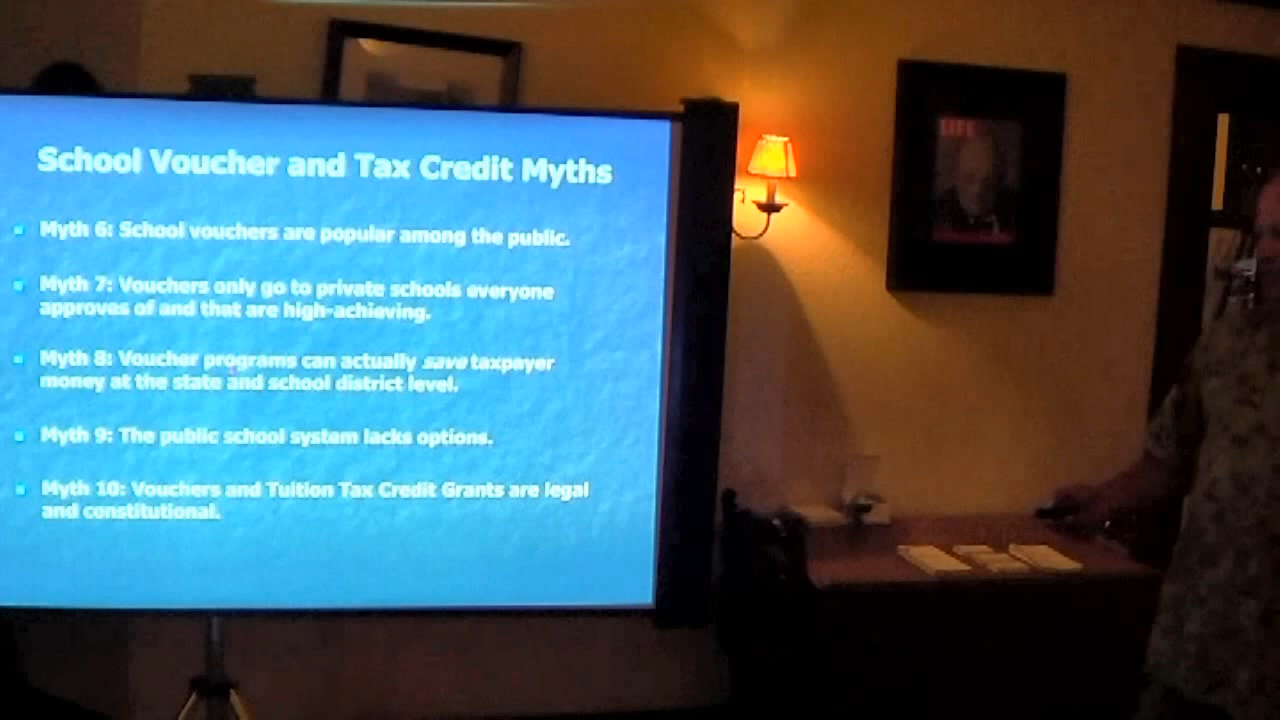 School Voucher and Tax Credit Myths
Myth 6: School vouchers are popular among the public.
Myth 7: Vouchers only go to private schools everyone
approves of and that are high-achieving.
Myth 8: Voucher programs can actually save taxpayer
money at the state and school district level.
Myth 9: The public school system lacks options.
Myth 10: Vouchers and Tuition Tax Credit Grants are legal
and constitutional.
LIFE